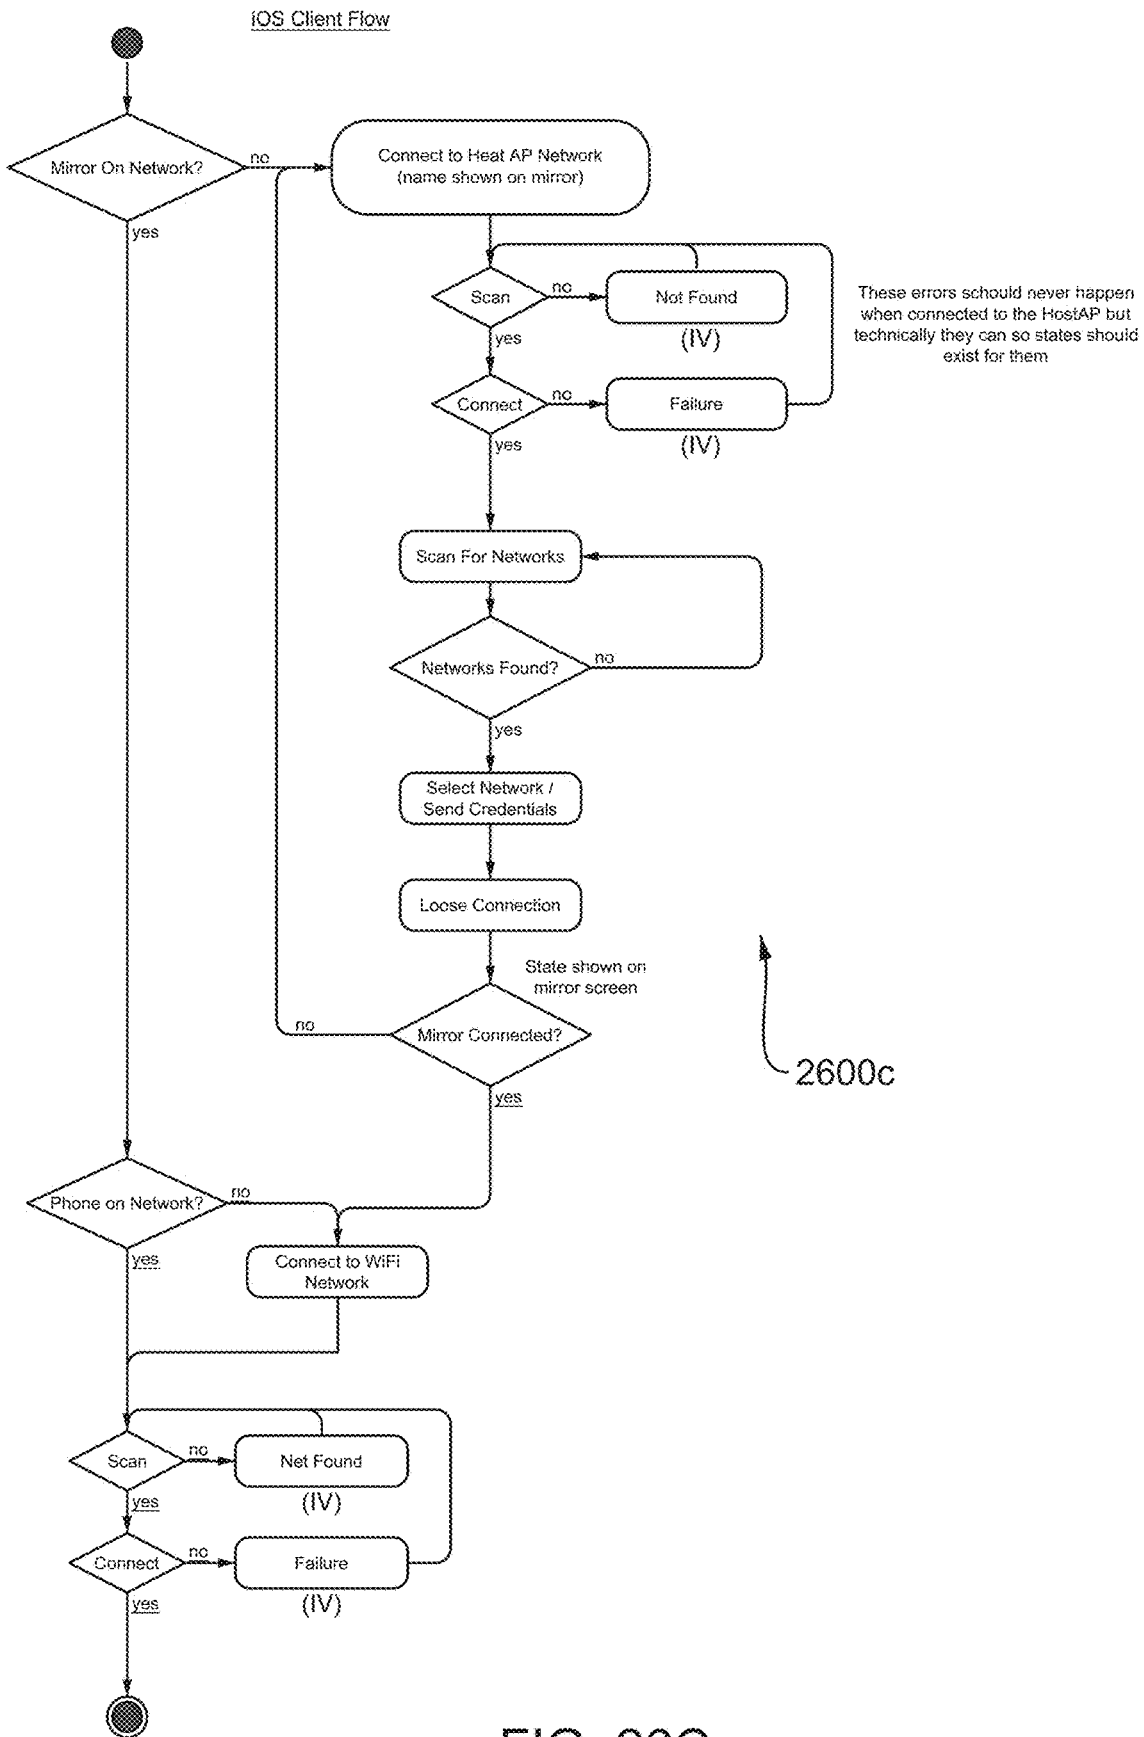 iOS Client Flow
Mirror On Network?
no
yes
Connect to Heat AP Network
(name shown on mirror)
Scan
no
Not Found
(IV)
yes
These errors schould never happen
when connected to the HostAP but
technically they can so states should
exist for them
Connect
no
Failure
(IV)
yes
Scan For Networks
Networks Found?
no
yes
Select Network /
Send Credentials
Loose Connection
State shown on
mirror screen
Mirror Connected?
no
yes
2600c
Phone on Network?
no
yes
Connect to WiFi
Network
Scan
no
Net Found
(IV)
yes
Connect
no
Failure
(IV)
yes